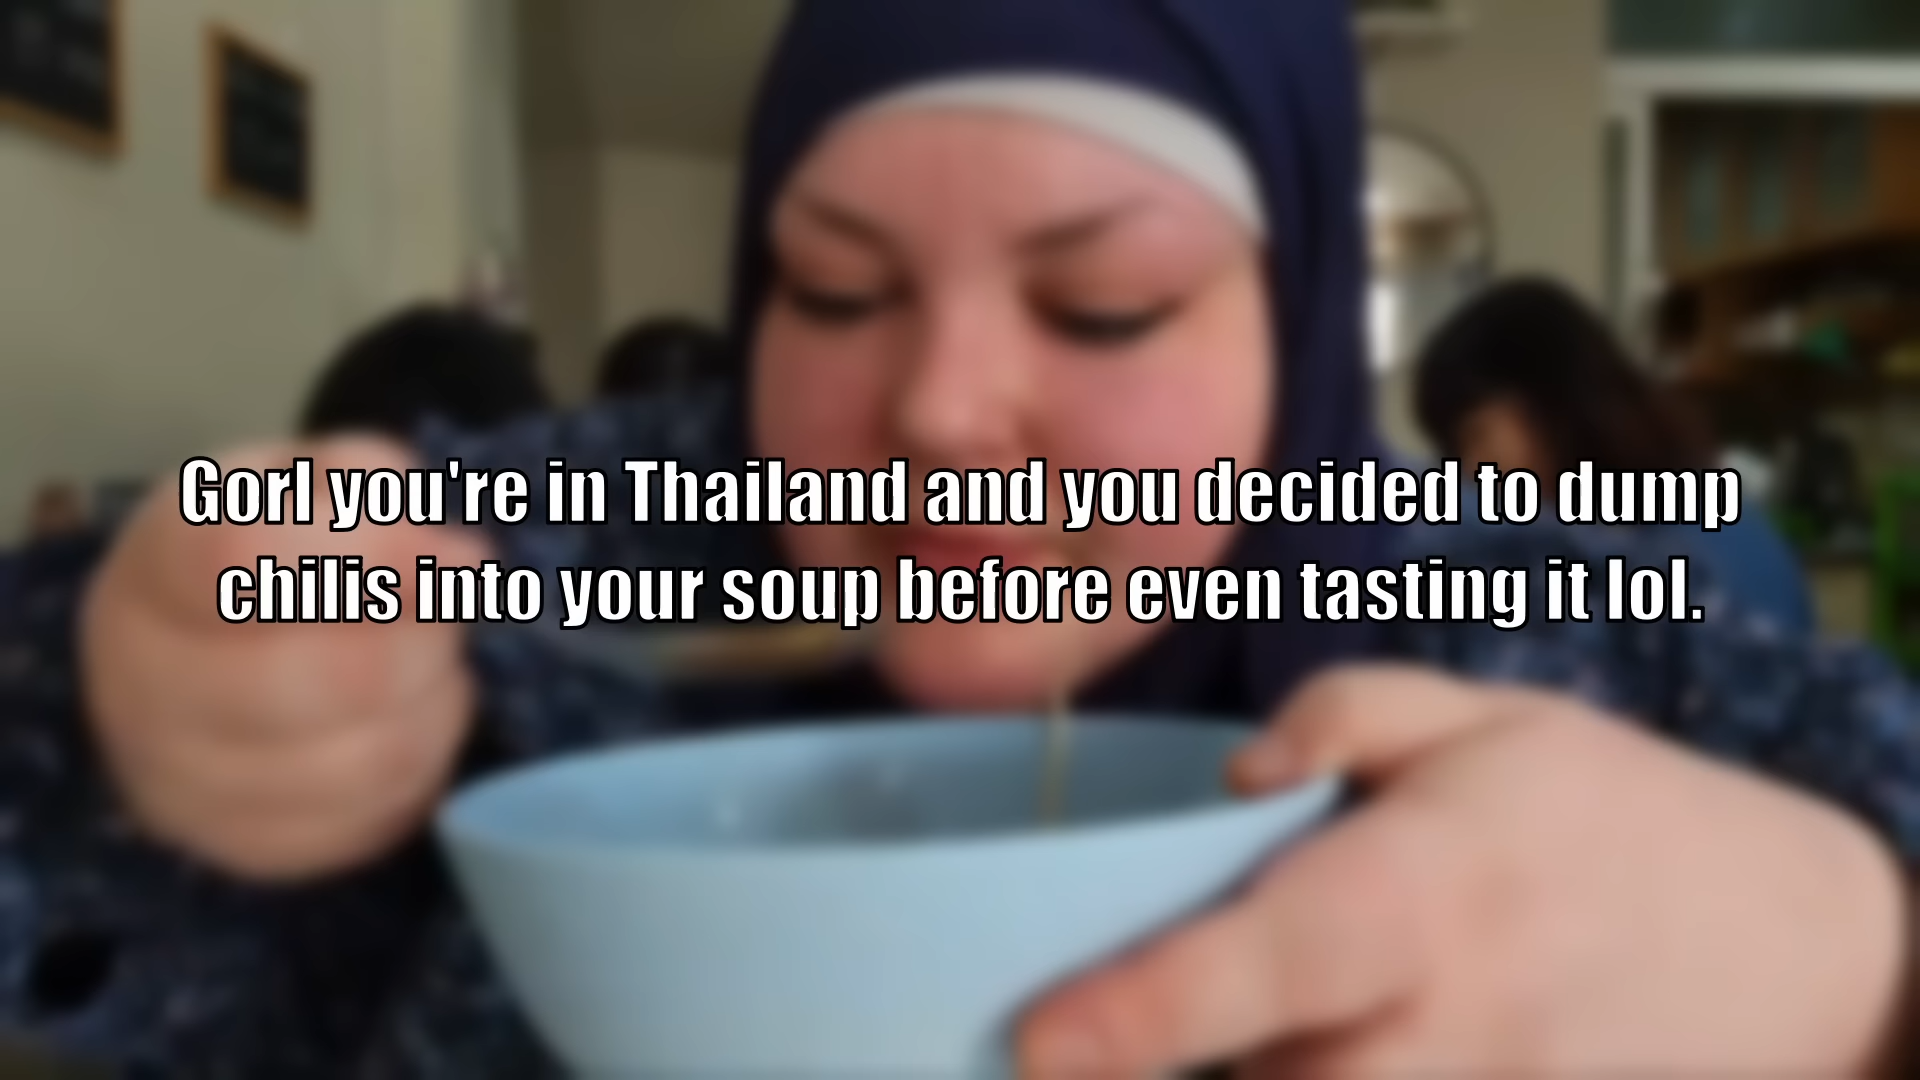 Gorl you're in Thailand and you decided to dump
chilis into your soup before even tasting it lol.